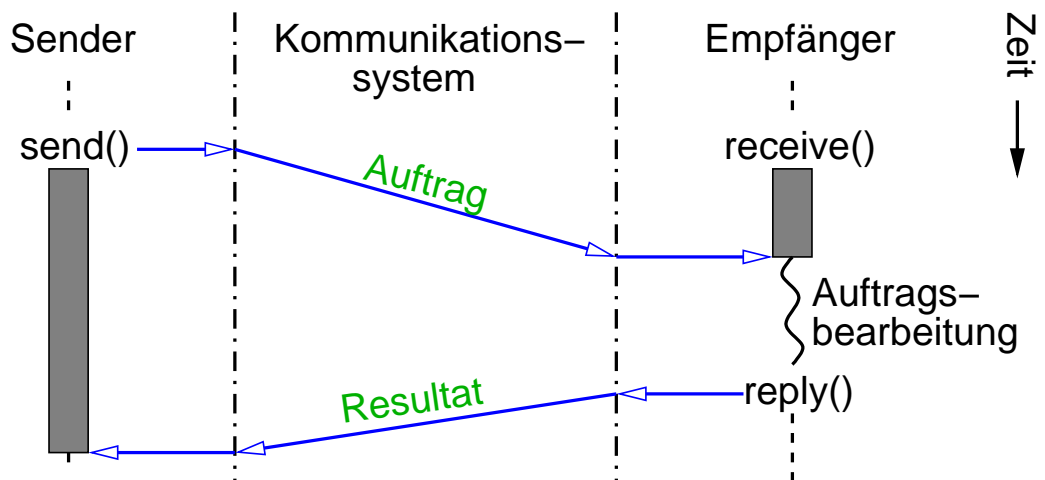 Sender
Kommunikations–
system
Empfänger
Zeit
send()
receive()
Auftrag
Auftrags–
bearbeitung
Resultat
reply()